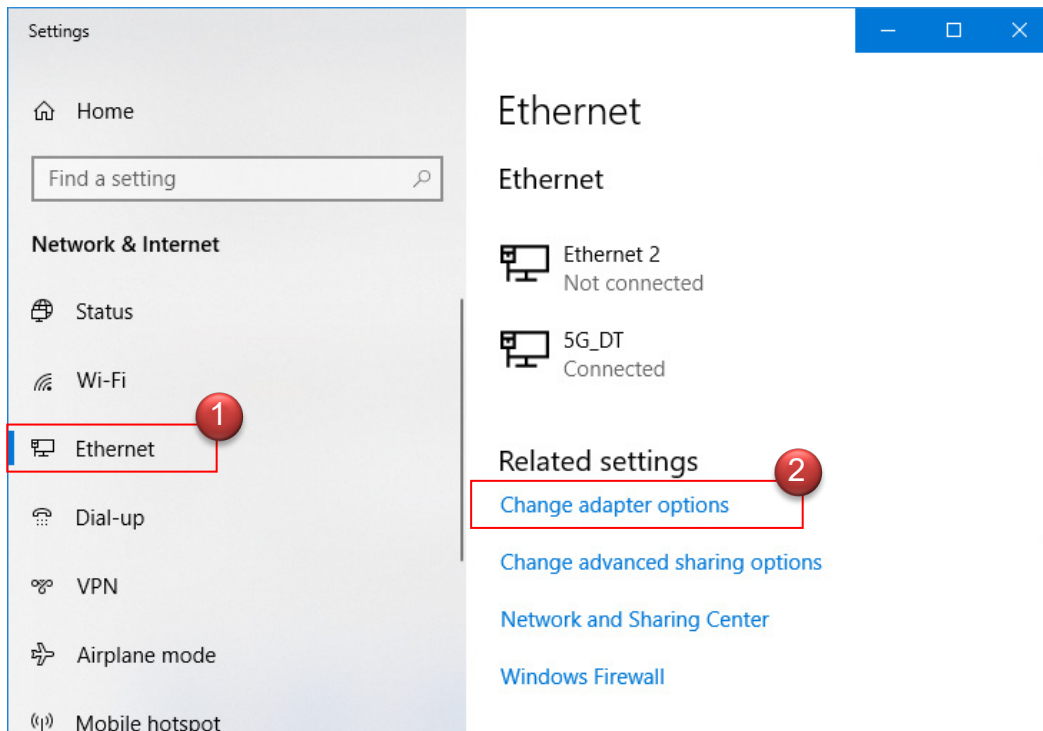 Settings
Home
Find a setting
Network & Internet
Status
Wi-Fi
1
Ethernet
Dial-up
VPN
Airplane mode
Mobile hotspot
Ethernet
Ethernet
Ethernet 2
Not connected
5G_DT
Connected
Related settings
2
Change adapter options
Change advanced sharing options
Network and Sharing Center
Windows Firewall